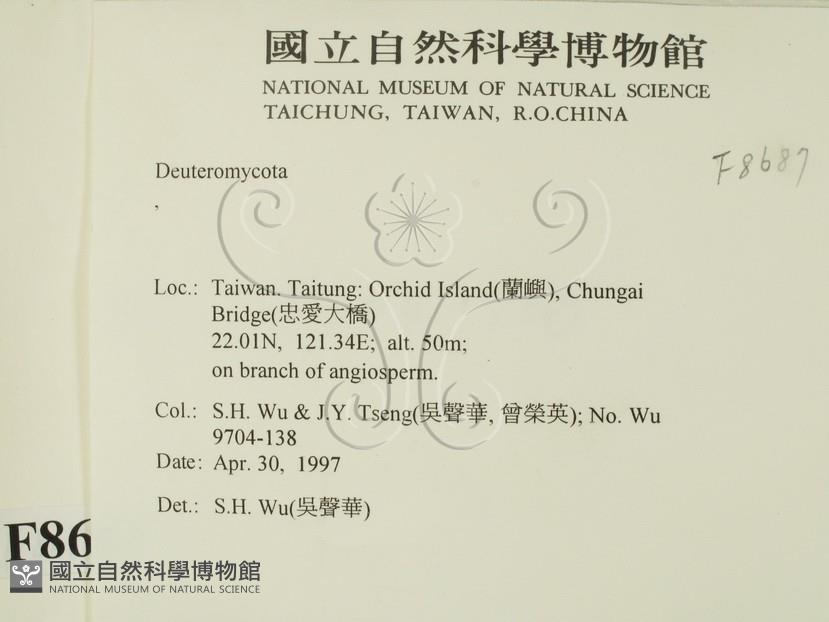 國立自然科學博物館
NATIONAL MUSEUM OF NATURAL SCIENCE
TAICHUNG, TAIWAN, R.O.CHINA
F8687
Deuteromycota
,
Loc.: Taiwan. Taitung: Orchid Island(蘭嶼), Chungai
Bridge(忠愛大橋)
22.01N, 121.34E; alt. 50m;
on branch of angiosperm.
Col.: S.H. Wu & J.Y. Tseng(吳聲華, 曾榮英); No. Wu
9704-138
Date: Apr. 30, 1997
Det.: S.H. Wu(吳聲華)
F86
國立自然科學博物館
NATIONAL MUSEUM OF NATURAL SCIENCE